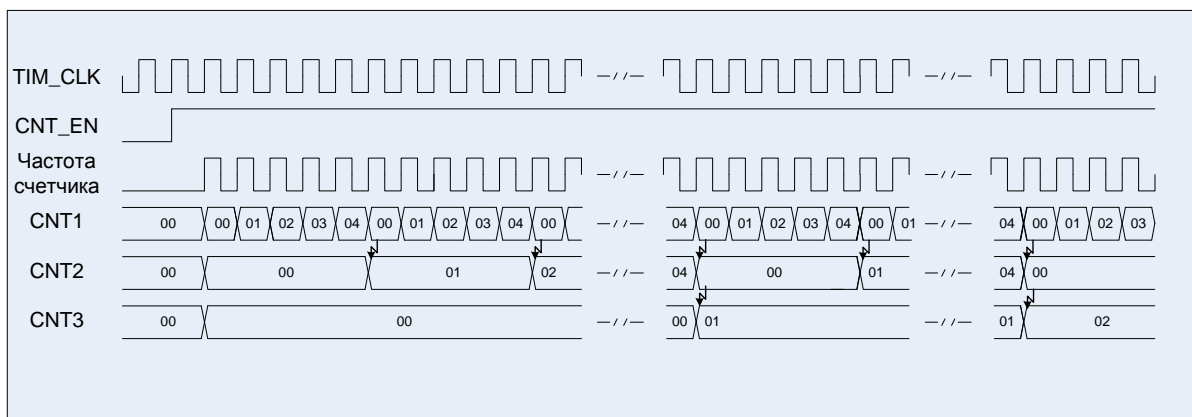 TIM_CLK
CNT_EN
Частота
счетчика
CNT1 00 00 01 02 03 04 00 01 02 03 04 00 04 00 01 02 03 04 00 01 04 00 01 02 03
CNT2 00 00 01 02 04 00 01 04 00
CNT3 00 00 00 01 01 02